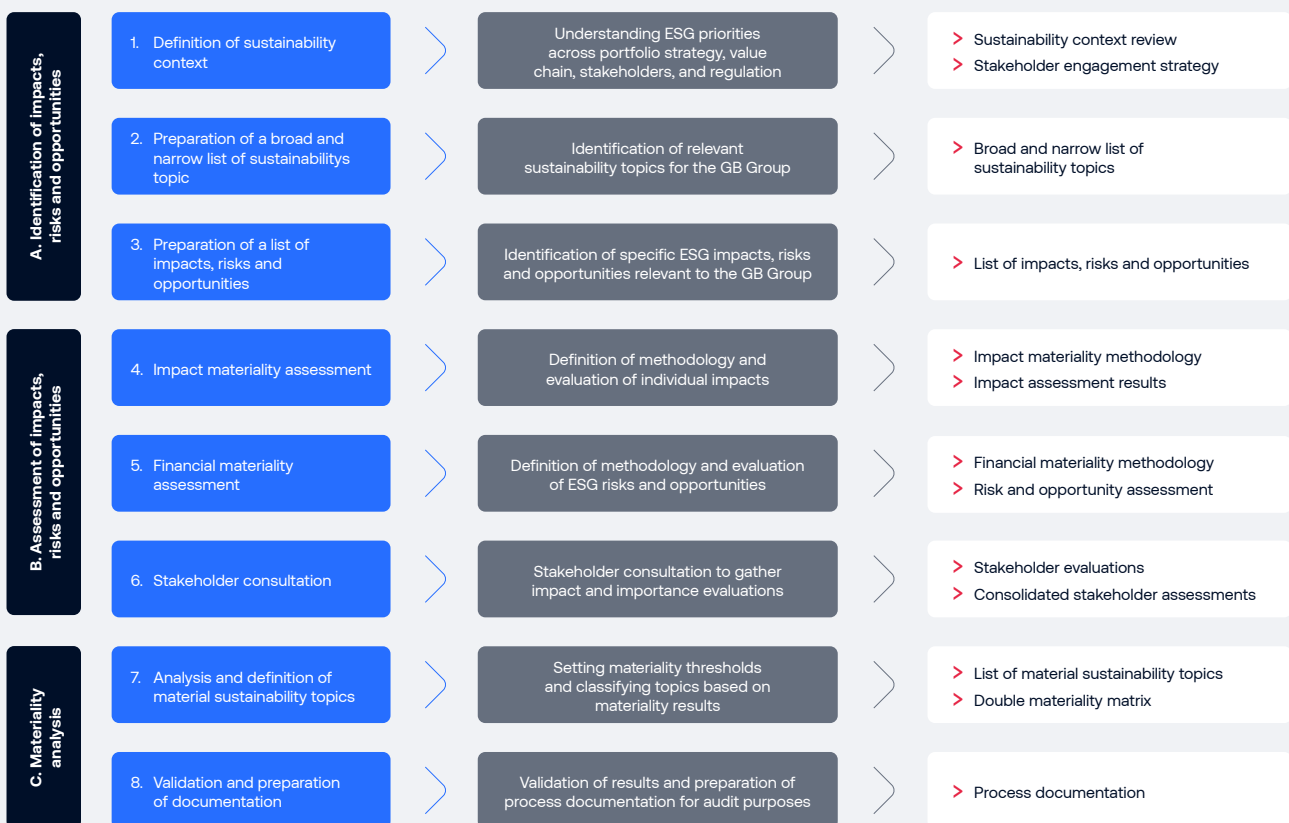 A. Identification of impacts,
risks and opportunities
1. Definition of sustainability
context
Understanding ESG priorities
across portfolio strategy, value
chain, stakeholders, and regulation
Sustainability context review
Stakeholder engagement strategy
2. Preparation of a broad and
narrow list of sustainabilitys
topic
Identification of relevant
sustainability topics for the GB Group
Broad and narrow list of
sustainability topics
3. Preparation of a list of
impacts, risks and
opportunities
Identification of specific ESG impacts, risks
and opportunities relevant to the GB Group
List of impacts, risks and opportunities
B. Assessment of impacts,
risks and opportunities
4. Impact materiality assessment
Definition of methodology and
evaluation of individual impacts
Impact materiality methodology
Impact assessment results
5. Financial materiality
assessment
Definition of methodology and evaluation
of ESG risks and opportunities
Financial materiality methodology
Risk and opportunity assessment
6. Stakeholder consultation
Stakeholder consultation to gather
impact and importance evaluations
Stakeholder evaluations
Consolidated stakeholder assessments
C. Materiality
analysis
7. Analysis and definition of
material sustainability topics
Setting materiality thresholds
and classifying topics based on
materiality results
List of material sustainability topics
Double materiality matrix
8. Validation and preparation
of documentation
Validation of results and preparation of
process documentation for audit purposes
Process documentation